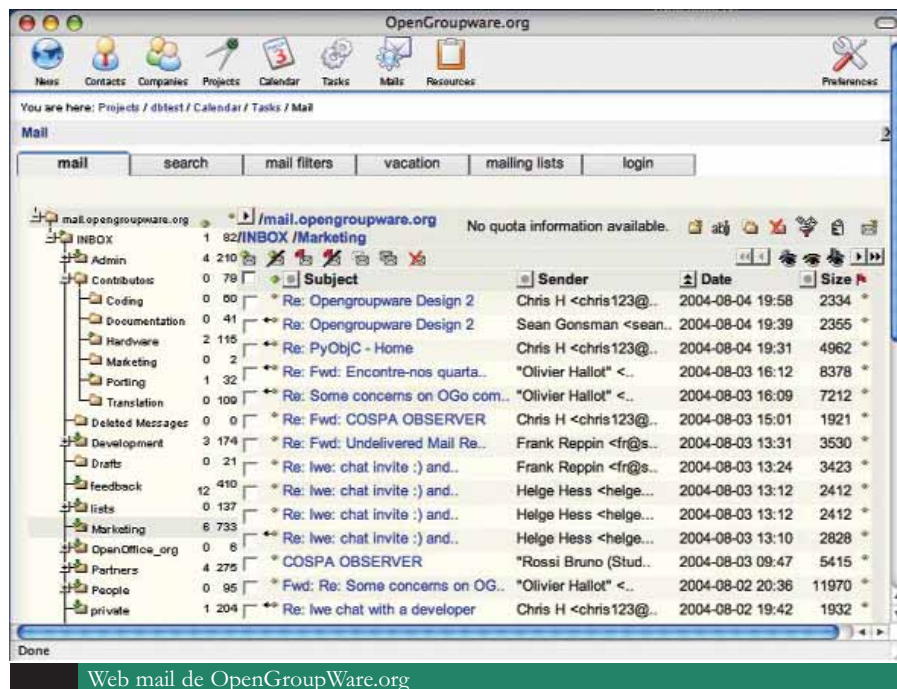 OpenGroupware.org
News Contacts Companies Projects Calendar Tasks Mails Resources Preferences
You are here: Projects / dbtest / Calendar / Tasks / Mail
Mail
mail search mail filters vacation mailing lists login
mail.opengroupware.org
INBOX 1 82
Admin 4 210
Contributors 0 79
Coding 0 60
Documentation 0 41
Hardware 2 115
Marketing 0 2
Porting 1 32
Translation 0 109
Deleted Messages 0 0
Development 3 174
Drafts 0 21
feedback 12 410
lists 0 137
Marketing 6 733
OpenOffice_org 0 6
Partners 4 275
People 0 95
private 1 204
/mail.opengroupware.org
/INBOX /Marketing
No quota information available.
Subject Sender Date Size
Re: Opengroupware Design 2 Chris H <chris123@.. 2004-08-04 19:58 2334
Re: Opengroupware Design 2 Sean Gonsman <sean.. 2004-08-04 19:39 2355
Re: PyObjC - Home Chris H <chris123@.. 2004-08-04 19:31 4962
Re: Fwd: Encontre-nos quarta.. "Olivier Hallot" <.. 2004-08-03 16:12 8378
Re: Some concerns on OGo com.. "Olivier Hallot" <.. 2004-08-03 16:09 7212
Re: Fwd: COSPA OBSERVER Chris H <chris123@.. 2004-08-03 15:01 1921
Re: Fwd: Undelivered Mail Re.. Frank Reppin <fr@s.. 2004-08-03 13:31 3530
Re: Iwe: chat invite :) and.. Frank Reppin <fr@s.. 2004-08-03 13:24 3423
Re: Iwe: chat invite :) and.. Helge Hess <helge... 2004-08-03 13:12 2412
Re: Iwe: chat invite :) and.. Helge Hess <helge... 2004-08-03 13:12 2412
Re: Iwe: chat invite :) and.. Helge Hess <helge... 2004-08-03 13:10 2828
COSPA OBSERVER "Rossi Bruno (Stud.. 2004-08-03 09:47 5415
Fwd: Re: Some concerns on OG.. "Olivier Hallot" <.. 2004-08-02 20:36 11970
Re: Iwe chat with a developer Chris H <chris123@.. 2004-08-02 19:42 1932
Done
Web mail de OpenGroupWare.org